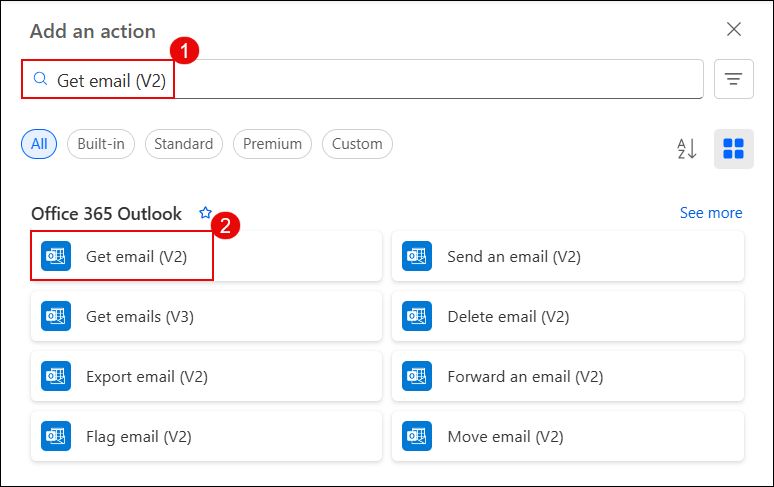 Add an action
1
Get email (V2)
All Built-in Standard Premium Custom
A
Z
Office 365 Outlook See more
2
Get email (V2) Send an email (V2)
Get emails (V3) Delete email (V2)
Export email (V2) Forward an email (V2)
Flag email (V2) Move email (V2)